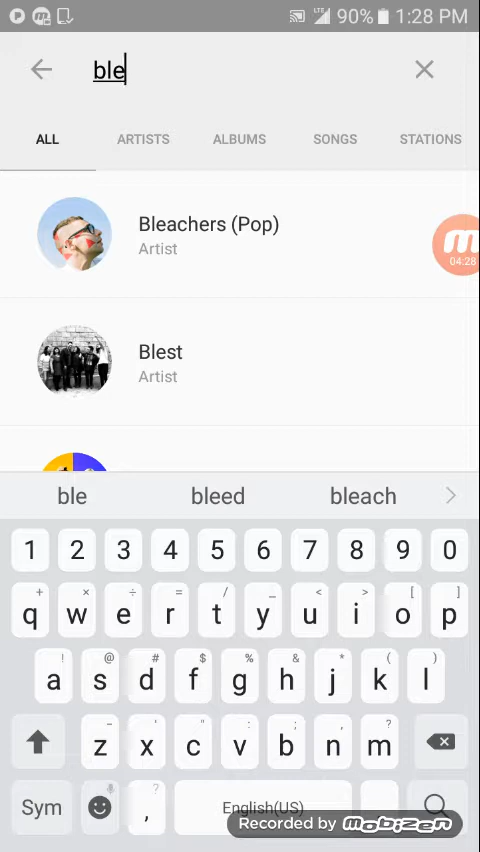 LTE 90% 1:28 PM
ble
ALL ARTISTS ALBUMS SONGS STATIONS
Bleachers (Pop)
Artist
04:28
Blest
Artist
ble bleed bleach
1 2 3 4 5 6 7 8 9 0
+ × ÷ = / _ < > [ ]
q w e r t y u i o p
! @ # $ % & * ( )
a s d f g h j k l
- ' " : ; , ?
z x c v b n m
Sym , ? English(US)
Recorded by mobizen